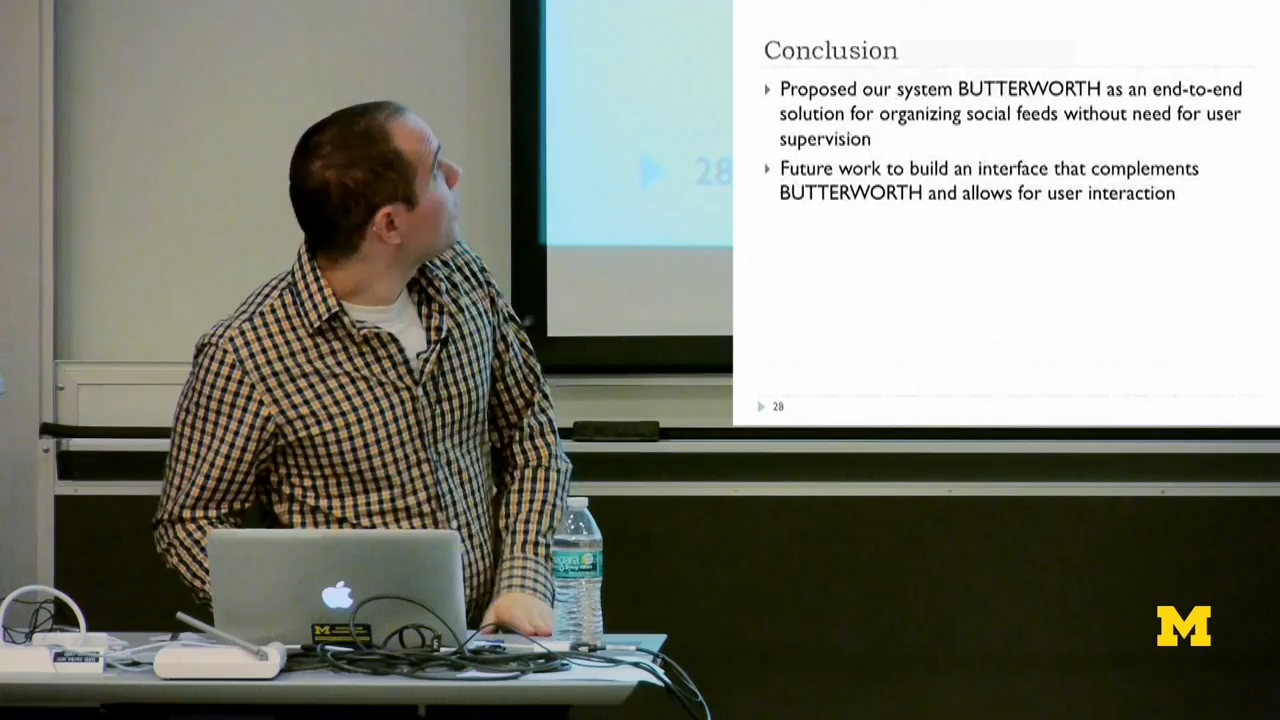 Conclusion
Proposed our system BUTTERWORTH as an end-to-end
solution for organizing social feeds without need for user
supervision
Future work to build an interface that complements
BUTTERWORTH and allows for user interaction
28
28
M
M